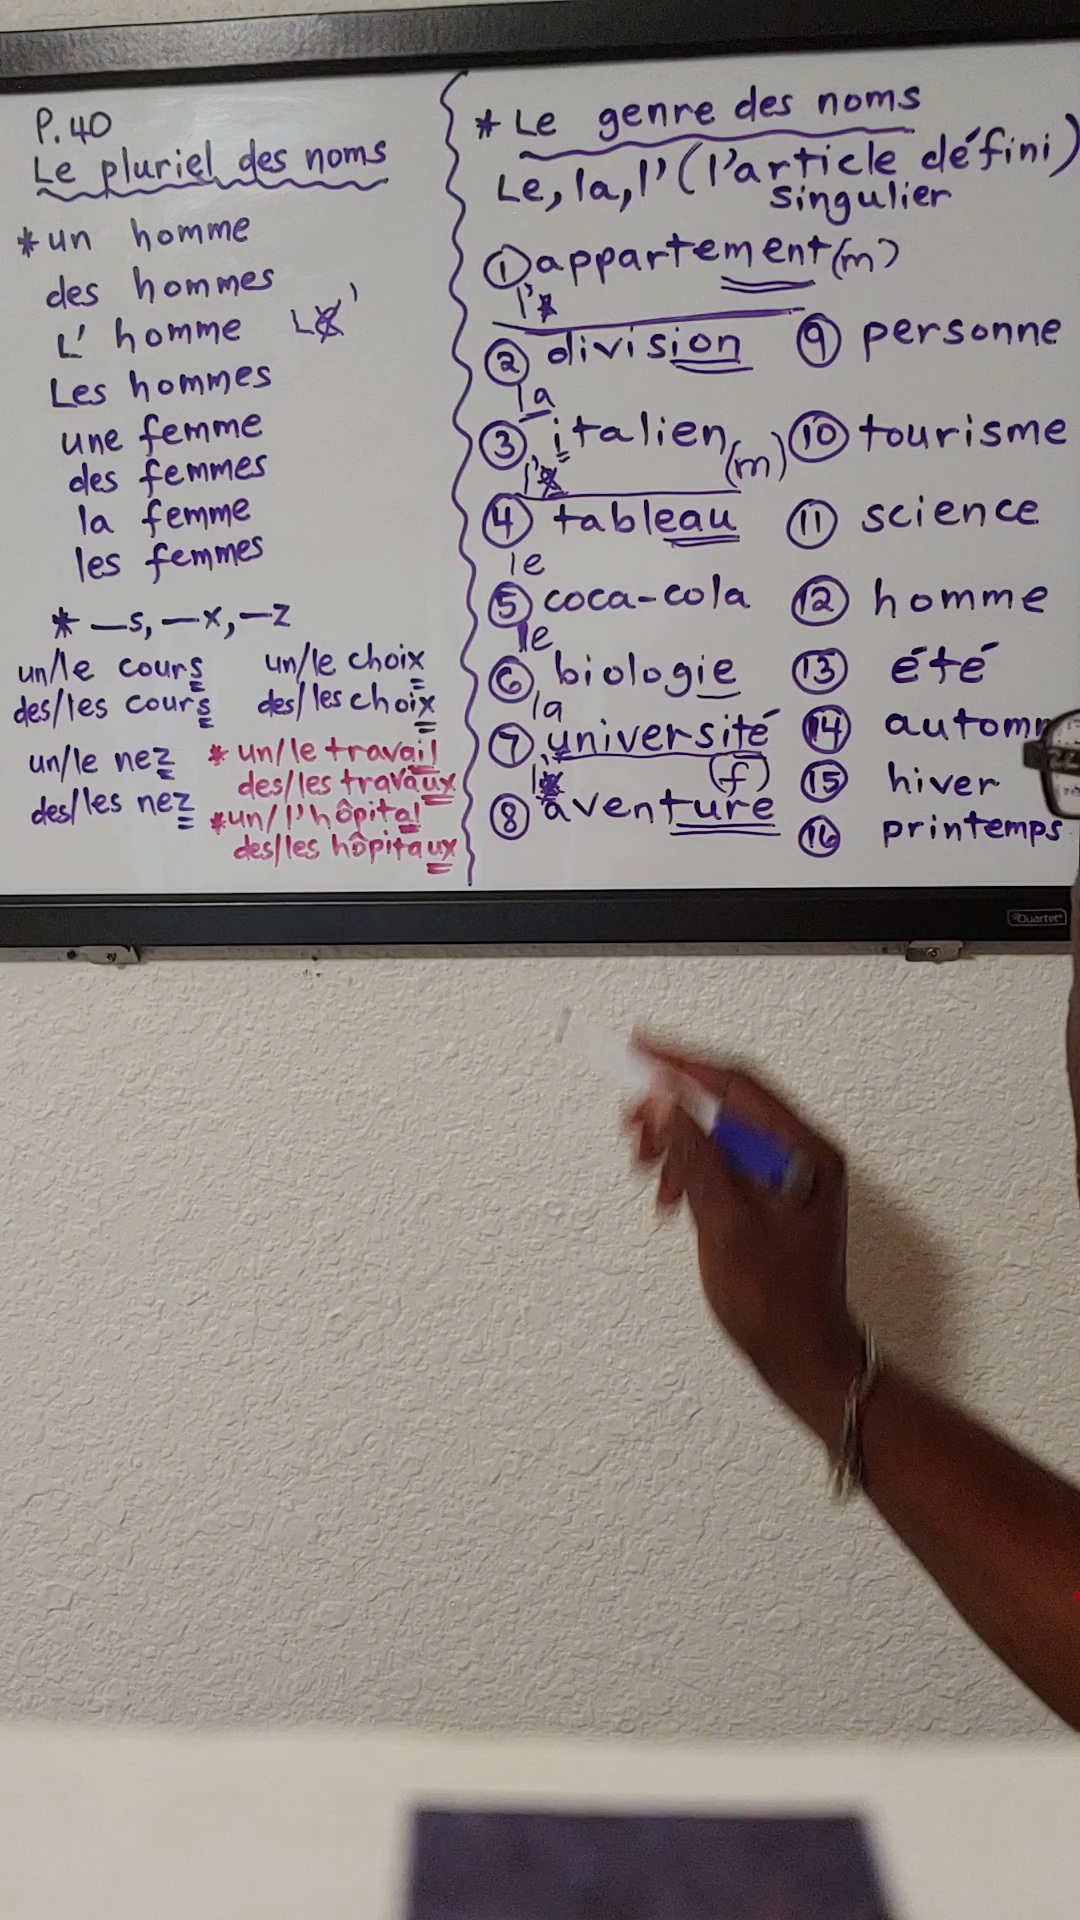 P.40
Le pluriel des noms
*un homme
des hommes
L' homme Le'
Les hommes
une femme
des femmes
la femme
les femmes
* —s, —x, —z
un/le cours
des/les cours
un/le choix
des/les choix
un/le nez
des/les nez
* un/le travail
des/les travaux
*un/l'hôpital
des/les hôpitaux
* Le genre des noms
Le, la, l' (l'article défini)
singulier
① appartement (m)
l'
② division
la
③ italien (m)
l'
④ tableau
le
⑤ coca-cola
le
⑥ biologie
la
⑦ université
(f)
l'
⑧ aventure
⑨ personne
⑩ tourisme
⑪ science
⑫ homme
⑬ été
⑭ autom
⑮ hiver
⑯ printemps
Quartet